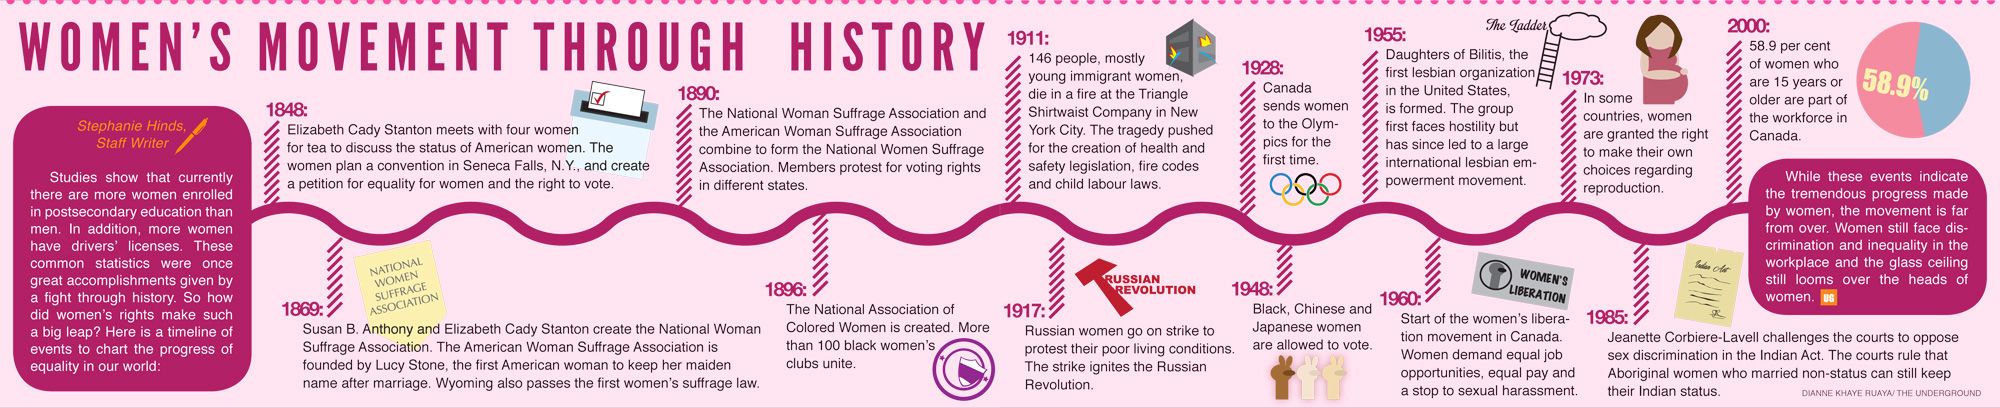 WOMEN'S MOVEMENT THROUGH HISTORY
Stephanie Hinds,
Staff Writer
Studies show that currently
there are more women enrolled
in postsecondary education than
men. In addition, more women
have drivers' licenses. These
common statistics were once
great accomplishments given by
a fight through history. So how
did women's rights make such
a big leap? Here is a timeline of
events to chart the progress of
equality in our world:
1848:
Elizabeth Cady Stanton meets with four women
for tea to discuss the status of American women. The
women plan a convention in Seneca Falls, N.Y., and create
a petition for equality for women and the right to vote.
1869:
NATIONAL
WOMEN
SUFFRAGE
ASSOCIATION
Susan B. Anthony and Elizabeth Cady Stanton create the National Woman
Suffrage Association. The American Woman Suffrage Association is
founded by Lucy Stone, the first American woman to keep her maiden
name after marriage. Wyoming also passes the first women's suffrage law.
1890:
The National Woman Suffrage Association and
the American Woman Suffrage Association
combine to form the National Women Suffrage
Association. Members protest for voting rights
in different states.
1896:
The National Association of
Colored Women is created. More
than 100 black women's
clubs unite.
1911:
146 people, mostly
young immigrant women,
die in a fire at the Triangle
Shirtwaist Company in New
York City. The tragedy pushed
for the creation of health and
safety legislation, fire codes
and child labour laws.
1917:
RUSSIAN
REVOLUTION
Russian women go on strike to
protest their poor living conditions.
The strike ignites the Russian
Revolution.
1928:
Canada
sends women
to the Olym-
pics for the
first time.
1948:
Black, Chinese and
Japanese women
are allowed to vote.
1955:
The Ladder
Daughters of Bilitis, the
first lesbian organization
in the United States,
is formed. The group
first faces hostility but
has since led to a large
international lesbian em-
powerment movement.
1960:
WOMEN'S
LIBERATION
Start of the women's libera-
tion movement in Canada.
Women demand equal job
opportunities, equal pay and
a stop to sexual harassment.
1973:
In some
countries, women
are granted the right
to make their own
choices regarding
reproduction.
1985:
Indian Act
Jeanette Corbiere-Lavell challenges the courts to oppose
sex discrimination in the Indian Act. The courts rule that
Aboriginal women who married non-status can still keep
their Indian status.
2000:
58.9 per cent
of women who
are 15 years or
older are part of
the workforce in
Canada.
58.9%
While these events indicate
the tremendous progress made
by women, the movement is far
from over. Women still face dis-
crimination and inequality in the
workplace and the glass ceiling
still looms over the heads of
women. UG
DIANNE KHAYE RUAYA/ THE UNDERGROUND